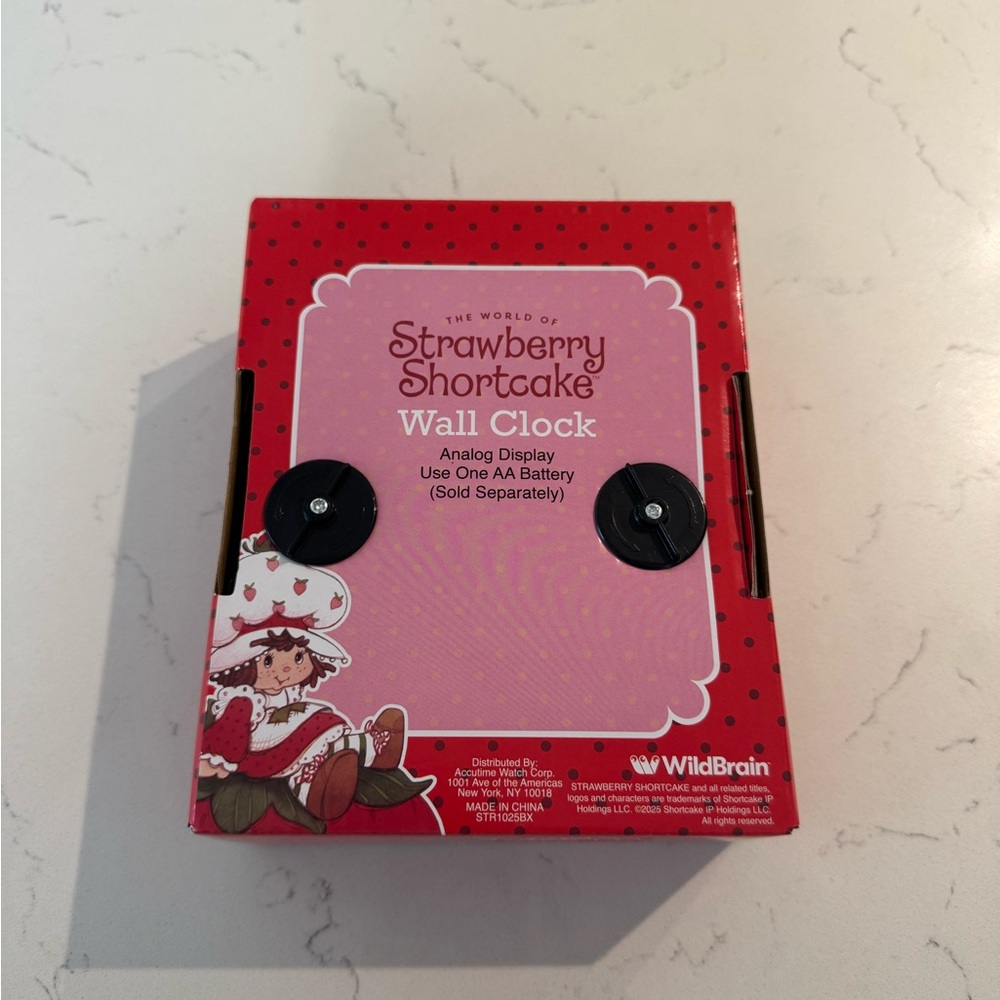 THE WORLD OF
Strawberry
Shortcake™
Wall Clock
Analog Display
Use One AA Battery
(Sold Separately)
Distributed By:
Accutime Watch Corp.
1001 Ave of the Americas
New York, NY 10018
MADE IN CHINA
STR1025BX
WildBrain
STRAWBERRY SHORTCAKE and all related titles,
logos and characters are trademarks of Shortcake IP
Holdings LLC. ©2025 Shortcake IP Holdings LLC.
All rights reserved.